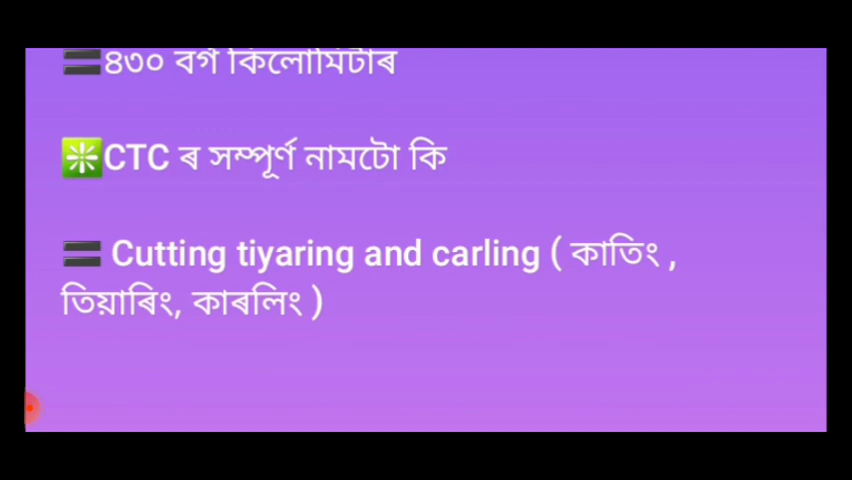 ৪৩০ বৰ্গ কিলোমিটাৰ
CTC ৰ সম্পূৰ্ণ নামটো কি
Cutting tiyaring and carling ( কাতিং ,
তিয়াৰিং, কাৰলিং )